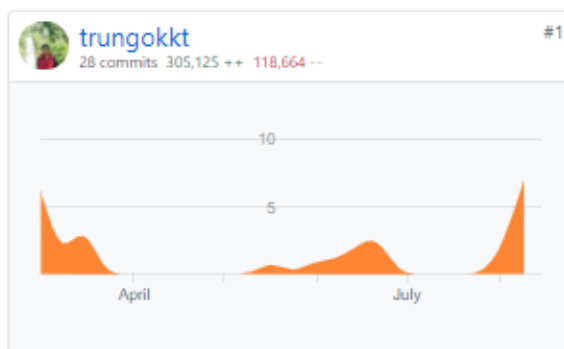 trungokkt
#1
28 commits 305,125 ++ 118,664 --
10
5
April July